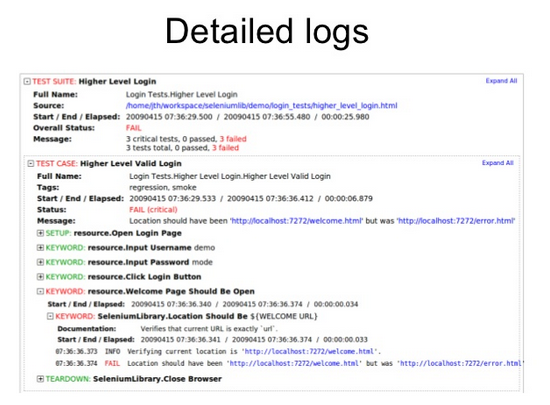 Detailed logs
TEST SUITE: Higher Level Login Expand All
Full Name: Login Tests.Higher Level Login
Source: /home/jth/workspace/seleniumlib/demo/login_tests/higher_level_login.html
Start / End / Elapsed: 20090415 07:36:29.500 / 20090415 07:36:55.480 / 00:00:25.980
Overall Status: FAIL
Message: 3 critical tests, 0 passed, 3 failed
3 tests total, 0 passed, 3 failed
TEST CASE: Higher Level Valid Login Expand All
Full Name: Login Tests.Higher Level Login.Higher Level Valid Login
Tags: regression, smoke
Start / End / Elapsed: 20090415 07:36:29.533 / 20090415 07:36:36.412 / 00:00:06.879
Status: FAIL (critical)
Message: Location should have been 'http://localhost:7272/welcome.html' but was 'http://localhost:7272/error.html'
SETUP: resource.Open Login Page
KEYWORD: resource.Input Username demo
KEYWORD: resource.Input Password mode
KEYWORD: resource.Click Login Button
KEYWORD: resource.Welcome Page Should Be Open
Start / End / Elapsed: 20090415 07:36:36.340 / 20090415 07:36:36.374 / 00:00:00.034
KEYWORD: SeleniumLibrary.Location Should Be ${WELCOME URL}
Documentation: Verifies that current URL is exactly `url`.
Start / End / Elapsed: 20090415 07:36:36.341 / 20090415 07:36:36.374 / 00:00:00.033
07:36:36.373 INFO Verifying current location is 'http://localhost:7272/welcome.html'.
07:36:36.374 FAIL Location should have been 'http://localhost:7272/welcome.html' but was 'http://localhost:7272/error.html'
TEARDOWN: SeleniumLibrary.Close Browser